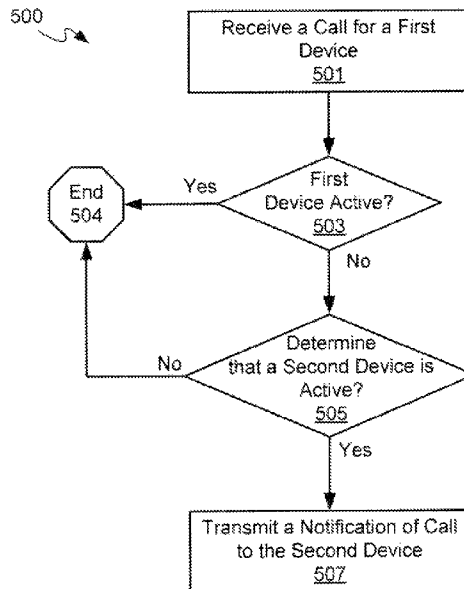 500
Receive a Call for a First
Device
501
First
Device Active?
503
Yes
End
504
No
Determine
that a Second Device is
Active?
505
No
Yes
Transmit a Notification of Call
to the Second Device
507